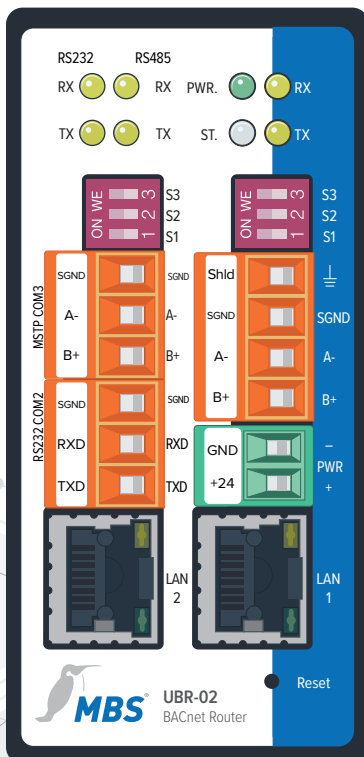 RS232 RS485
RX RX PWR. RX
TX TX ST. TX
ON WE
1 2 3
S3
S2
S1
ON WE
1 2 3
S3
S2
S1
MSTP COM3
SGND SGND
A- A-
B+ B+
RS232 COM2
SGND SGND
RXD RXD
TXD TXD
Shld
SGND SGND
A- A-
B+ B+
GND –
PWR
+24 +
LAN
2
LAN
1
Reset
MBS®
UBR-02
BACnet Router